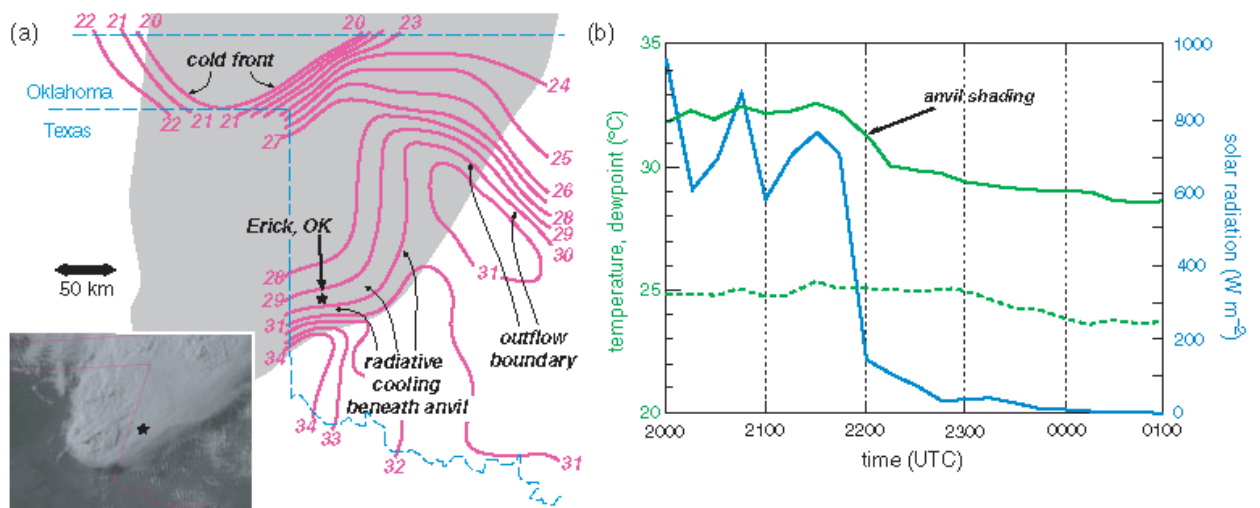 (a)
22
21
20
20
23
cold front
24
Oklahoma
Texas
22
21
21
27
25
26
28
29
30
Erick, OK
31
28
50 km
29
31
34
outflow
boundary
radiative
cooling
beneath anvil
34
33
32
31
(b)
35
30
25
20
temperature, dewpoint (°C)
anvil shading
1000
800
600
400
200
0
solar radiation (W m⁻²)
2000
2100
2200
2300
0000
0100
time (UTC)